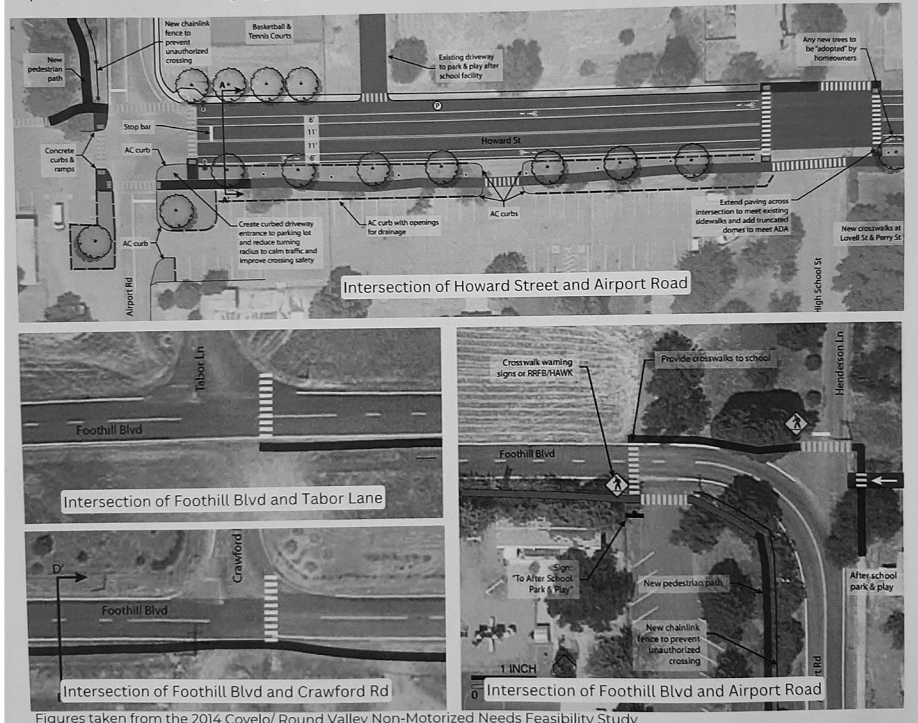 New chainlink
fence to
prevent
unauthorized
crossing
Basketball &
Tennis Courts
New
pedestrian
path
Existing driveway
to park & play after
school facility
Any new trees to
be "adopted" by
homeowners
A'
P
Stop bar
6'
11'
11'
6'
Howard St
Concrete
curbs &
ramps
AC curb
AC curb
Create curbed driveway
entrance to parking lot
and reduce turning
radius to calm traffic and
improve crossing safety
AC curb with openings
for drainage
AC curbs
Extend paving across
intersection to meet existing
sidewalks and add truncated
domes to meet ADA
New crosswalks at
Lovell St & Perry St
Airport Rd
High School St
Intersection of Howard Street and Airport Road
Tabor Ln
Foothill Blvd
Intersection of Foothill Blvd and Tabor Lane
Crawford
D'
Foothill Blvd
Intersection of Foothill Blvd and Crawford Rd
Crosswalk warning
signs or RRFB/HAWK
Provide crosswalks to school
Henderson Ln
Foothill Blvd
Sign:
"To After School
Park & Play"
New pedestrian path
After school
park & play
New chainlink
fence to prevent
unauthorized
crossing
1 INCH
0
Rd
Intersection of Foothill Blvd and Airport Road
Figures taken from the 2014 Covelo/ Round Valley Non-Motorized Needs Feasibility Study